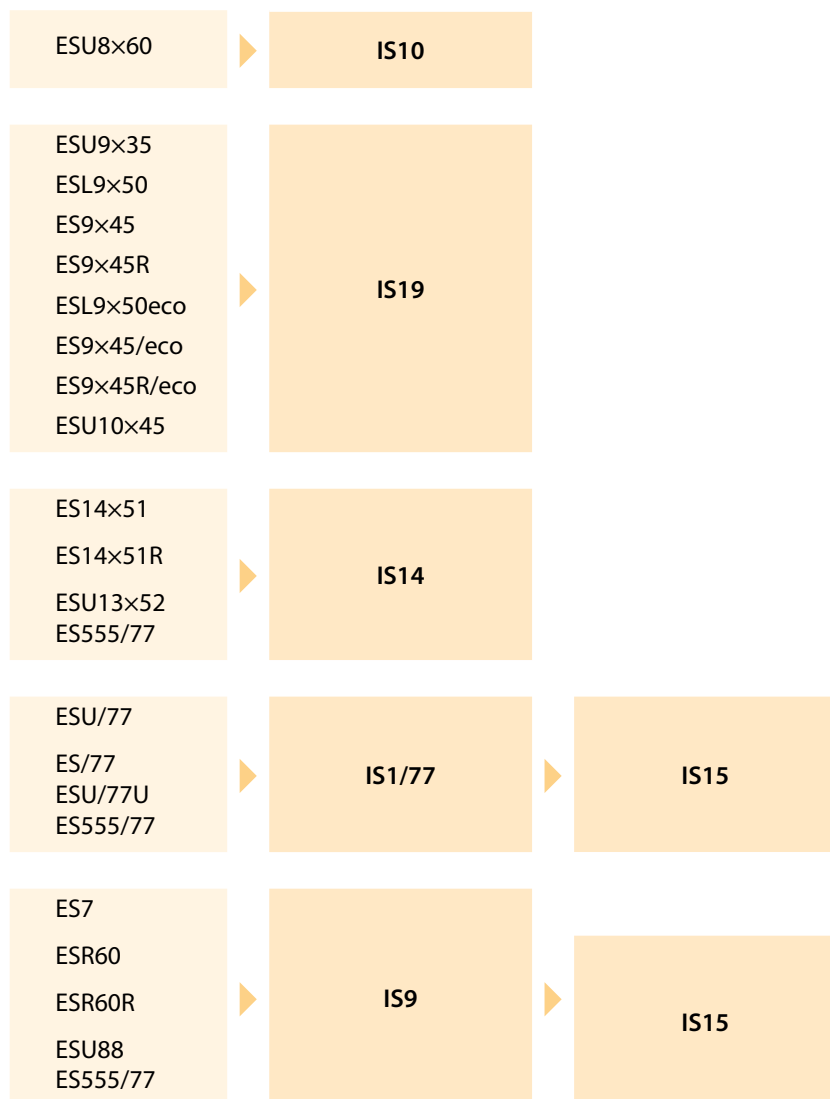 ESU8×60
IS10
ESU9×35
ESL9×50
ES9×45
ES9×45R
ESL9×50eco
ES9×45/eco
ES9×45R/eco
ESU10×45
IS19
ES14×51
ES14×51R
ESU13×52
ES555/77
IS14
ESU/77
ES/77
ESU/77U
ES555/77
IS1/77
IS15
ES7
ESR60
ESR60R
ESU88
ES555/77
IS9
IS15